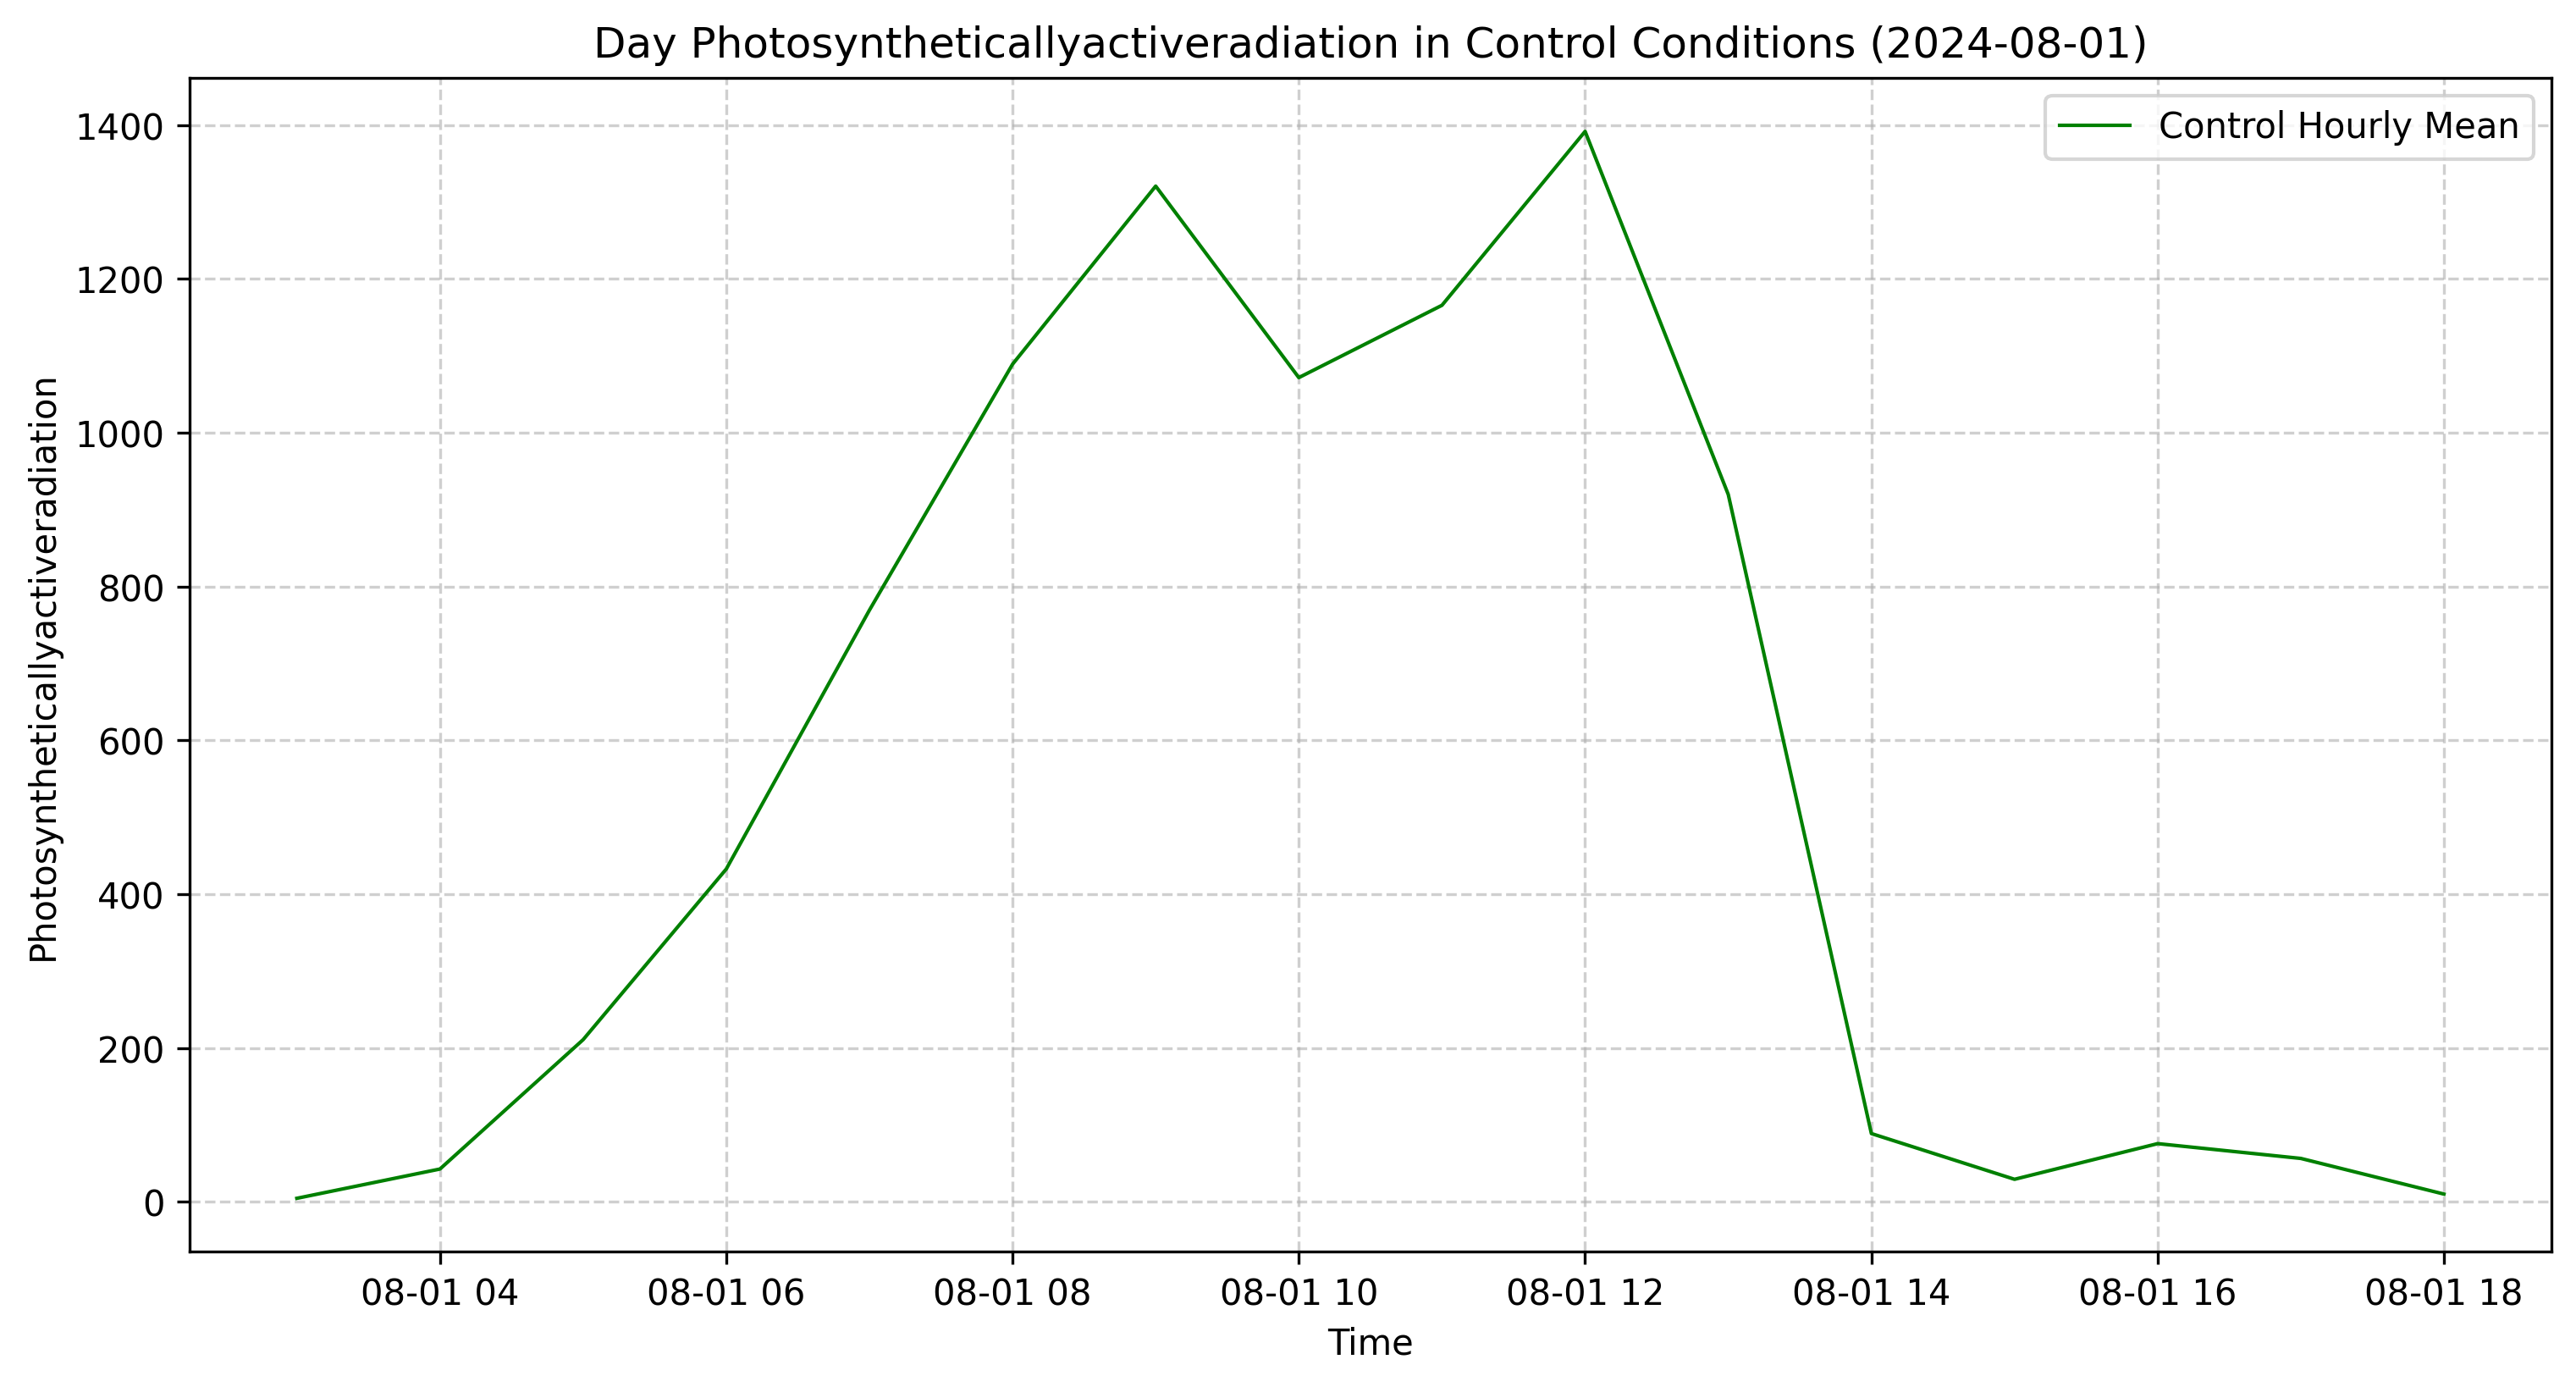 Day Photosyntheticallyactiveradiation in Control Conditions (2024-08-01)
Control Hourly Mean
Photosyntheticallyactiveradiation
1400
1200
1000
800
600
400
200
0
08-01 04 08-01 06 08-01 08 08-01 10 08-01 12 08-01 14 08-01 16 08-01 18
Time